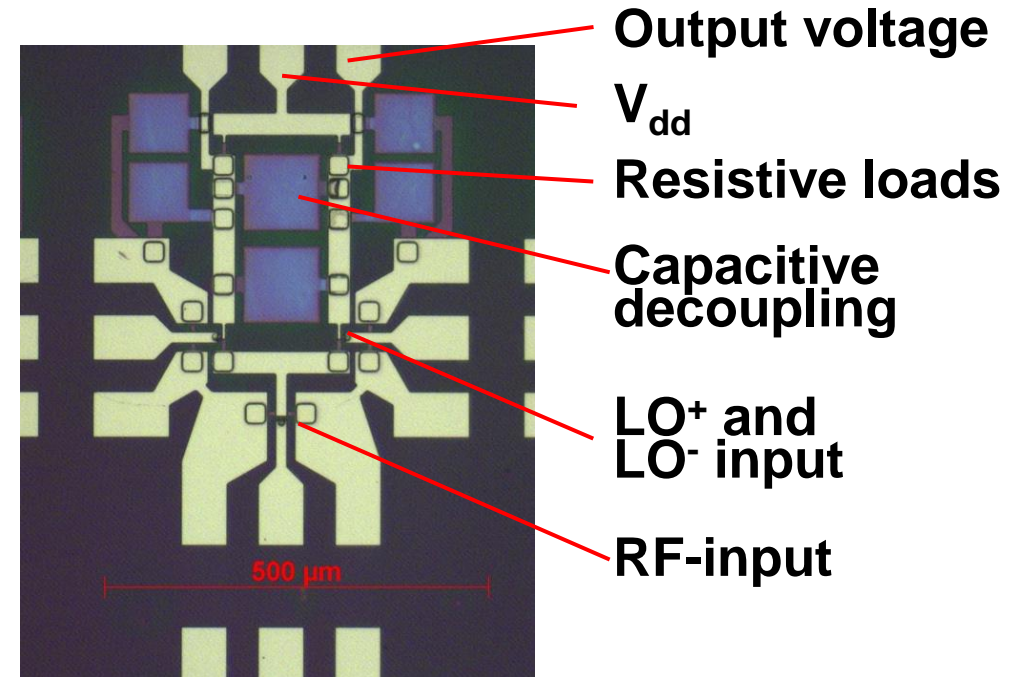 Output voltage
Vdd
Resistive loads
Capacitive
decoupling
LO+ and
LO- input
RF-input
500 µm